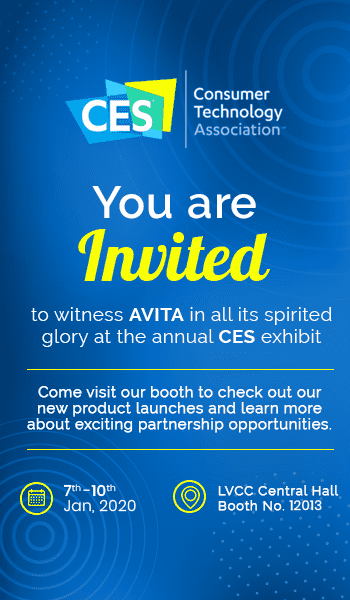 CES
Consumer
Technology
Association™
You are
Invited
to witness AVITA in all its spirited
glory at the annual CES exhibit
Come visit our booth to check out our
new product launches and learn more
about exciting partnership opportunities.
7th-10th
Jan, 2020
LVCC Central Hall
Booth No. 12013